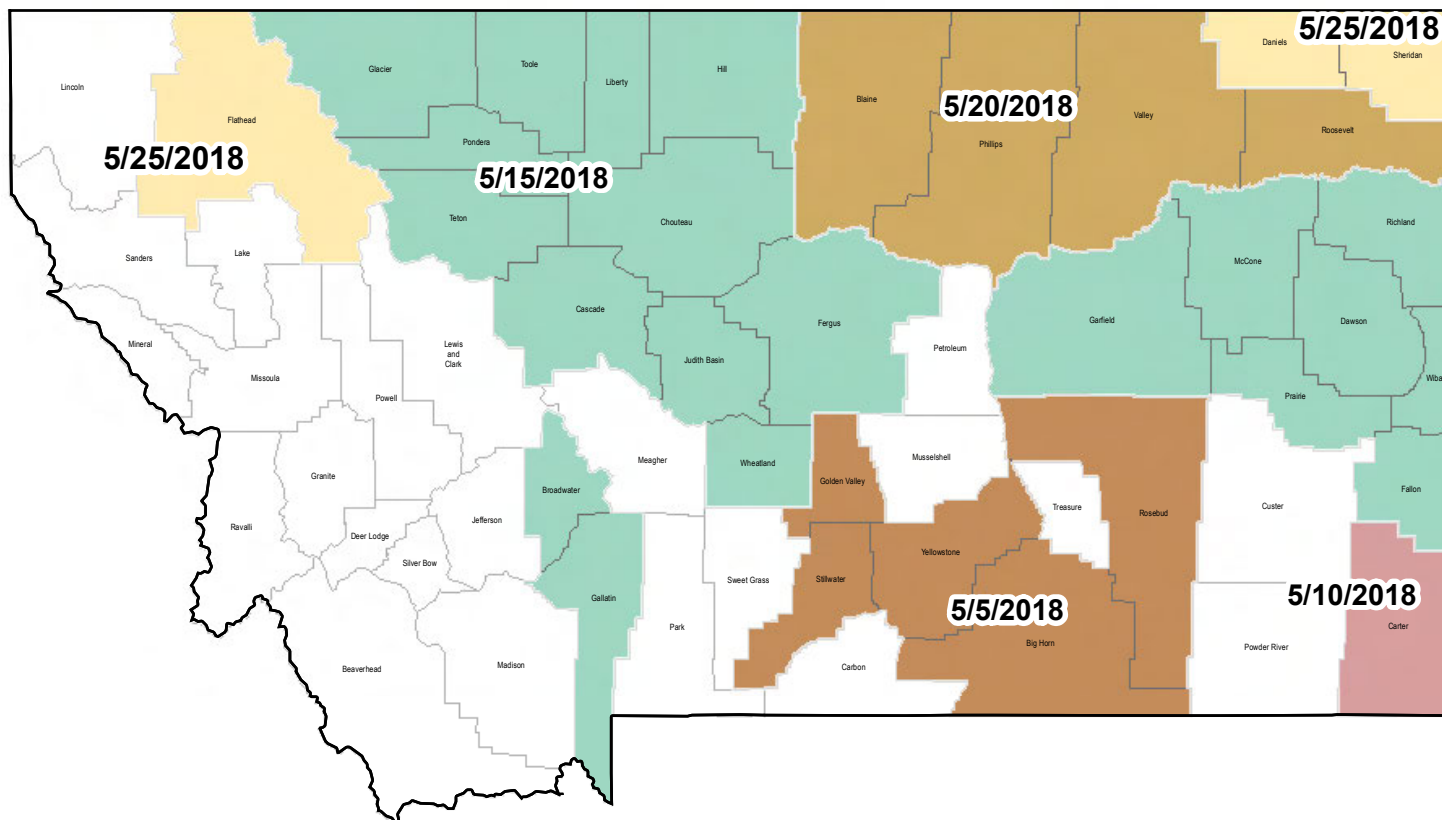 5/25/2018
Daniels
Sheridan
Glacier
Toole
Liberty
Hill
Lincoln
Blaine
5/20/2018
Valley
Flathead
Roosevelt
Pondera
Phillips
5/25/2018
5/15/2018
Teton
Chouteau
Richland
Sanders
Lake
McCone
Cascade
Fergus
Garfield
Dawson
Mineral
Lewis
and
Clark
Petroleum
Judith Basin
Missoula
Powell
Prairie
Wiba
Meagher
Wheatland
Musselshell
Granite
Broadwater
Golden Valley
Fallon
Jefferson
Treasure
Rosebud
Custer
Ravalli
Deer Lodge
Silver Bow
Yellowstone
Sweet Grass
Stillwater
Gallatin
Park
5/5/2018
5/10/2018
Carter
Big Horn
Powder River
Beaverhead
Madison
Carbon